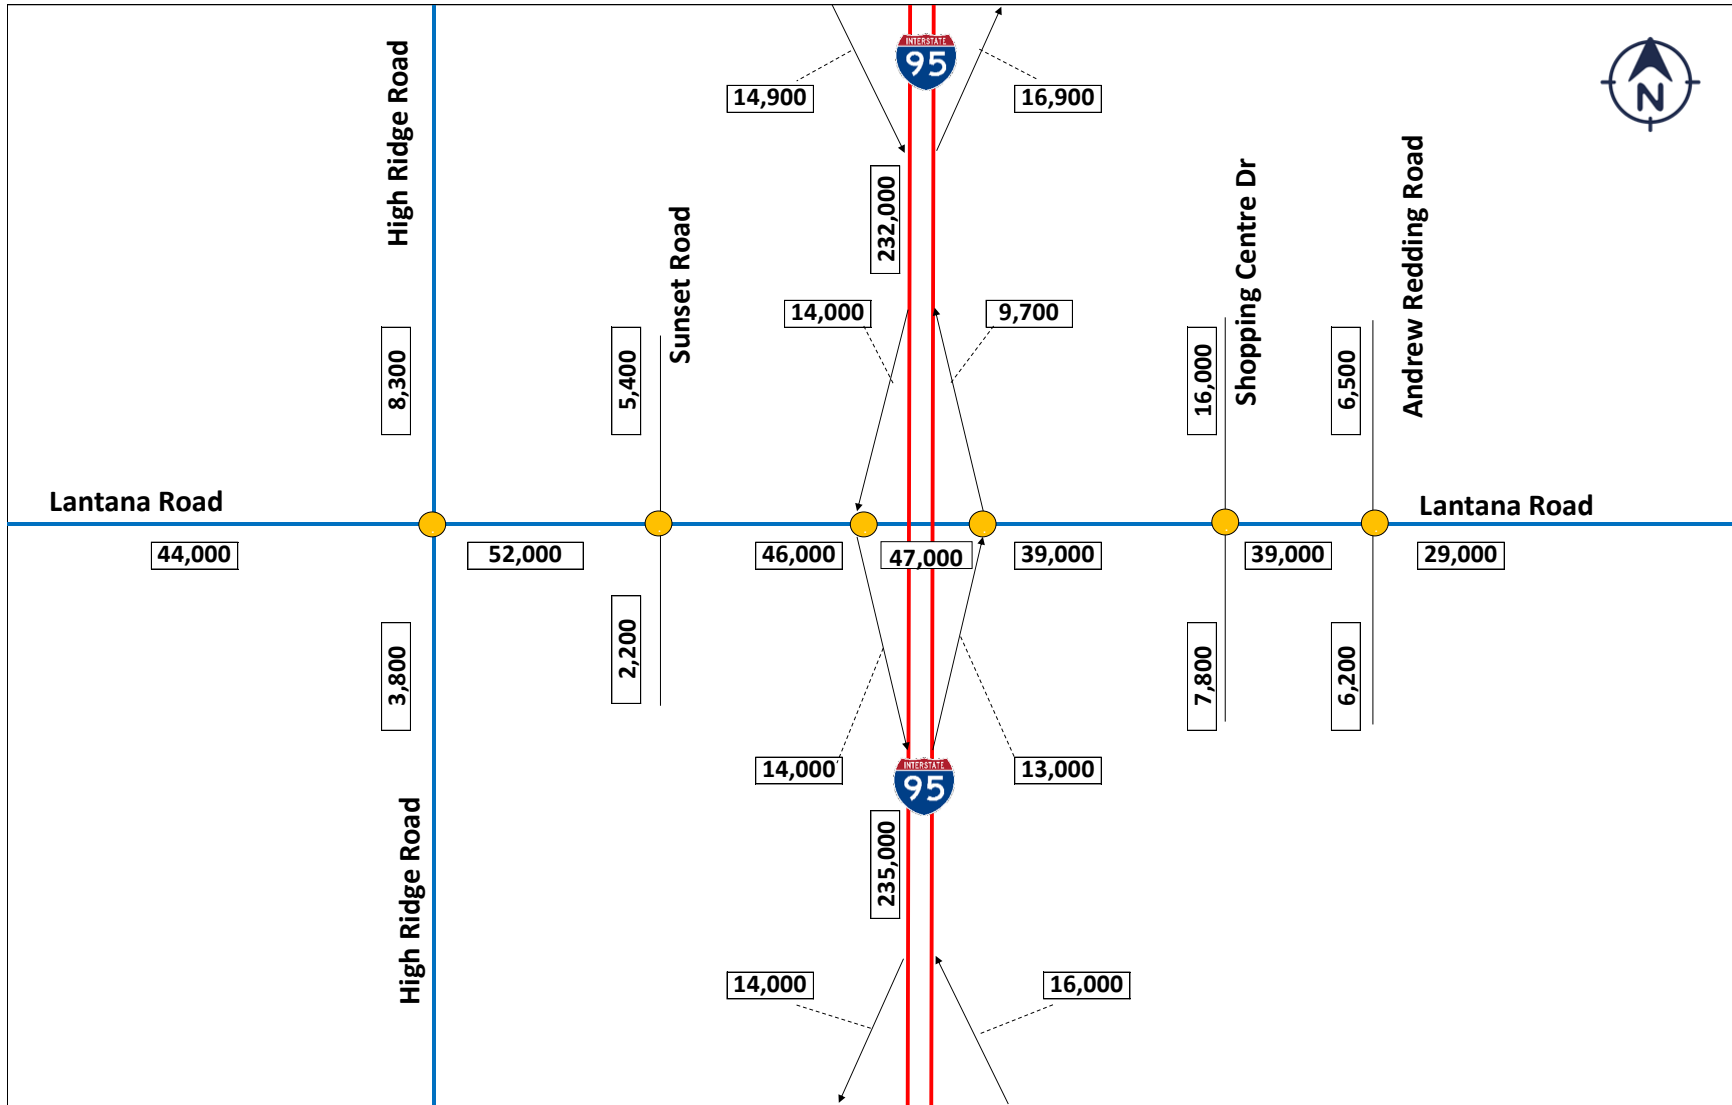 INTERSTATE
95
14,900
16,900
N
High Ridge Road
232,000
Sunset Road
Shopping Centre Dr
Andrew Redding Road
14,000
9,700
8,300
5,400
16,000
6,500
Lantana Road
Lantana Road
44,000
52,000
46,000
47,000
39,000
39,000
29,000
3,800
2,200
7,800
6,200
14,000
INTERSTATE
95
13,000
High Ridge Road
235,000
14,000
16,000